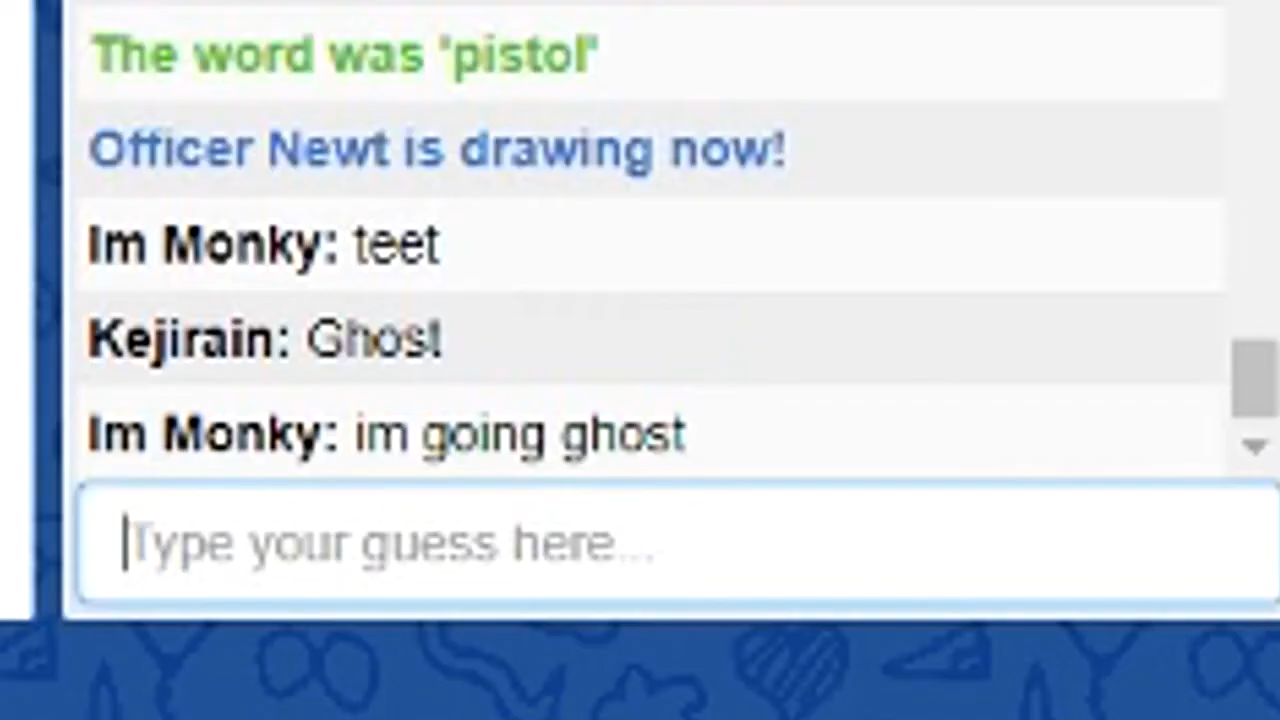 The word was 'pistol'
Officer Newt is drawing now!
Im Monky: teet
Kejirain: Ghost
Im Monky: im going ghost
Type your guess here...